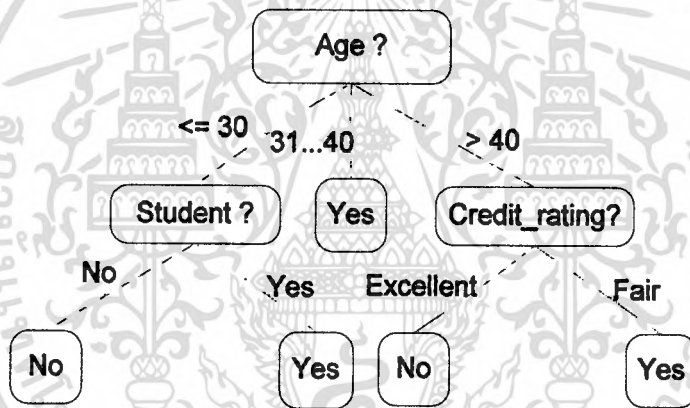 Age ?
<= 30
31...40
> 40
Student ?
Yes
Credit_rating?
No
Yes
Excellent
Fair
No
Yes
No
Yes